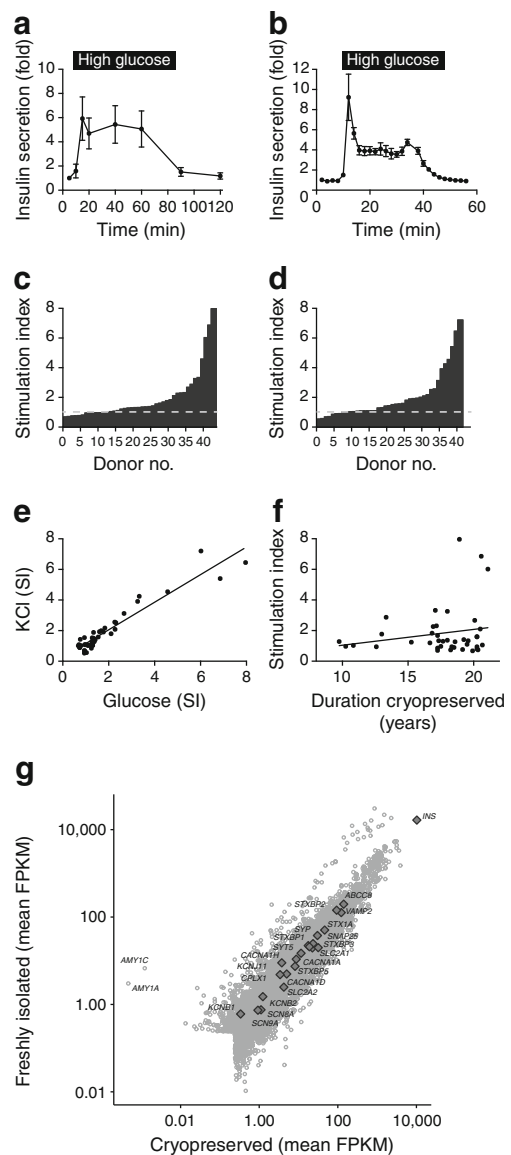 a
High glucose
Insulin secretion (fold)
8
6
4
2
0
0 20 40 60 80 100 120
Time (min)
b
High glucose
Insulin secretion (fold)
12
10
8
6
4
2
0
0 20 40 60
Time (min)
c
Stimulation index
8
6
4
2
0
0 5 10 15 20 25 30 35 40
Donor no.
d
Stimulation index
8
6
4
2
0
0 5 10 15 20 25 30 35 40
Donor no.
e
KCl (SI)
8
6
4
2
0
0 2 4 6 8
Glucose (SI)
f
Stimulation index
8
6
4
2
0
10 15 20
Duration cryopreserved
(years)
g
Freshly isolated (mean FPKM)
10,000
100
1.00
0.01
INS
ABCC8
STXBP2
VAMP2
STX1A
SYP
SNAP25
STXBP1
STXBP3
SYT5
SLC2A1
CACNA1H
CACNA1A
KCNJ11
STXBP5
CPLX1
CACNA1D
SLC2A2
AMY1C
AMY1A
KCNB1
KCNB2
SCN8A
SCN9A
0.01 1.00 100 10,000
Cryopreserved (mean FPKM)